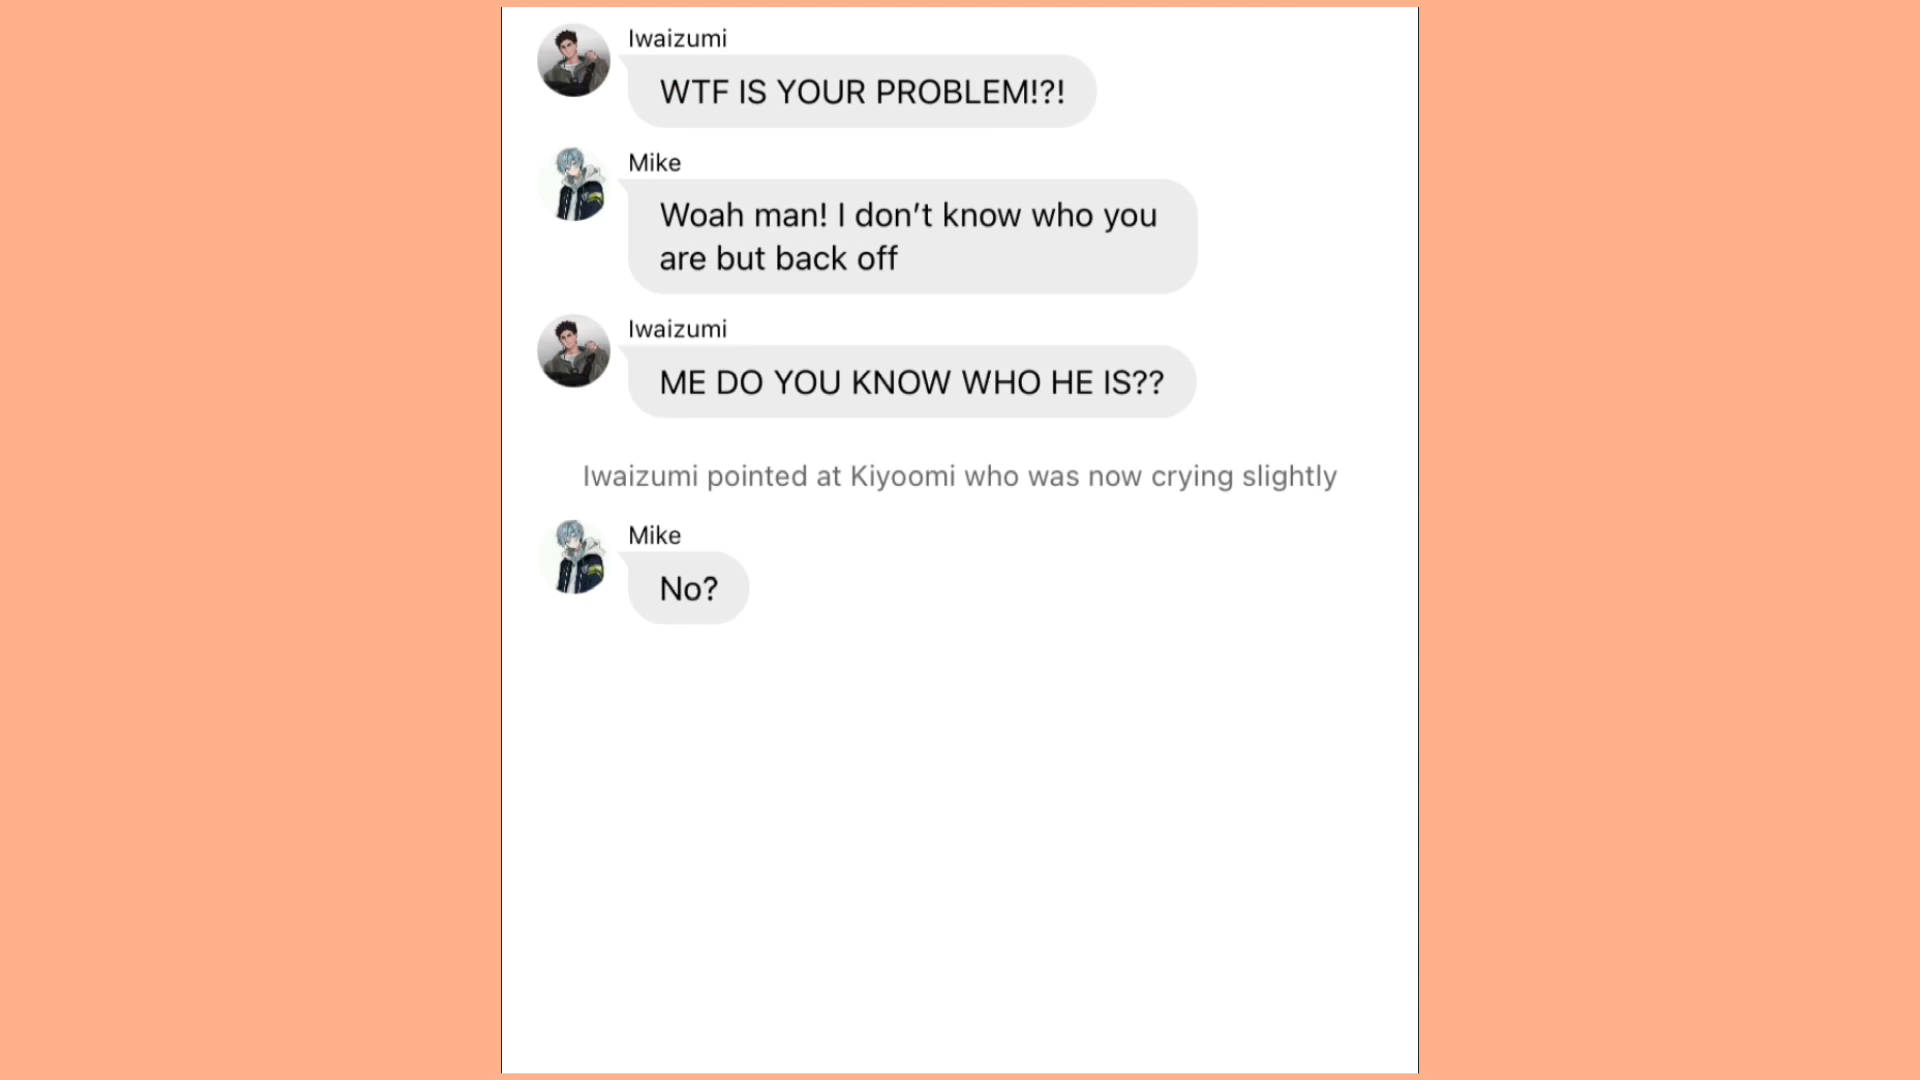 Iwaizumi
WTF IS YOUR PROBLEM!?!
Mike
Woah man! I don’t know who you
are but back off
Iwaizumi
ME DO YOU KNOW WHO HE IS??
Iwaizumi pointed at Kiyoomi who was now crying slightly
Mike
No?